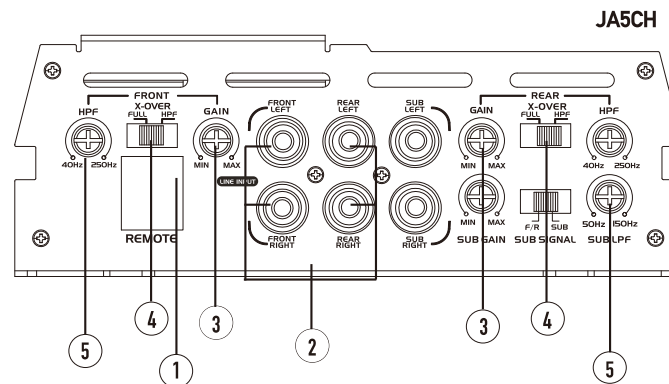 JA5CH
FRONT
REAR
HPF
X-OVER
FULL HPF
GAIN
FRONT LEFT
REAR LEFT
SUB LEFT
GAIN
X-OVER
FULL HPF
HPF
40Hz 250Hz
MIN MAX
MIN MAX
40Hz 250Hz
LINE INPUT
REMOTE
FRONT RIGHT
REAR RIGHT
SUB RIGHT
MIN MAX
SUB GAIN
F/R SUB
SUB SIGNAL
50Hz 150Hz
SUB LPF
5
4
1
3
2
3
4
5